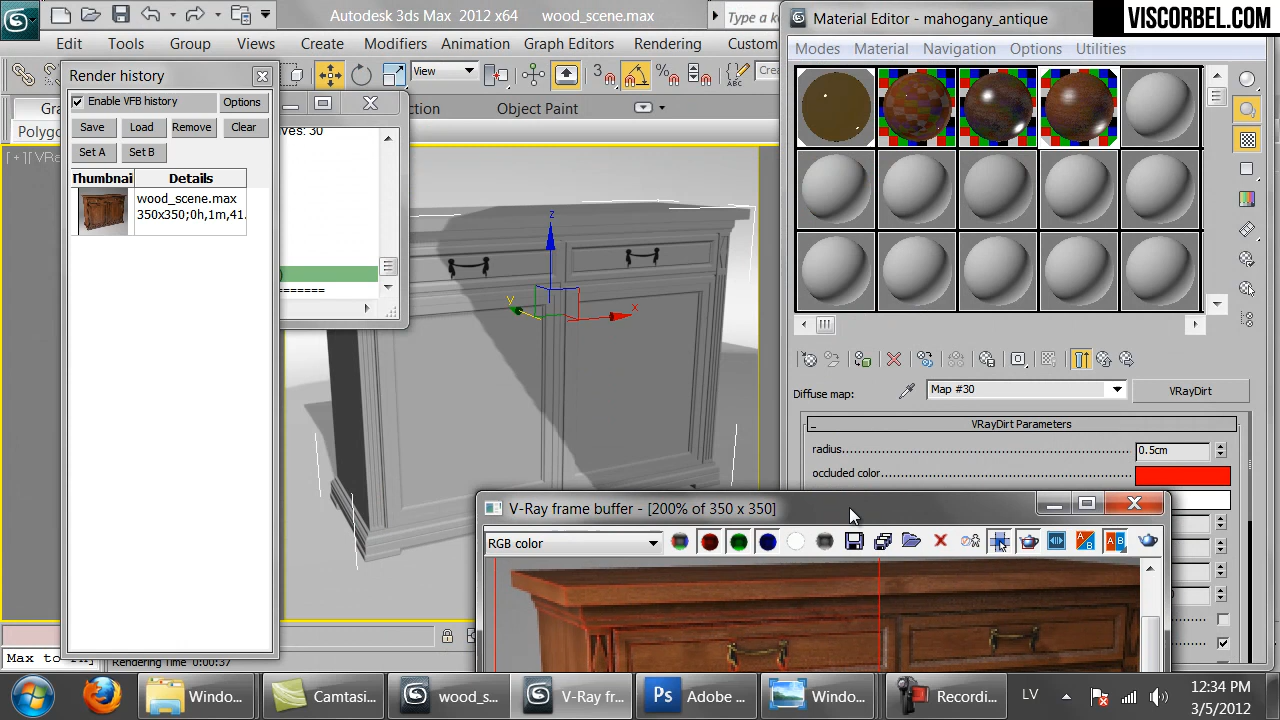 Autodesk 3ds Max 2012 x64 wood_scene.max
Type a k
Edit Tools Group Views Create Modifiers Animation Graph Editors Rendering Custom
View
Crea
Object Paint
Polygo
[ + ] [ VRa
Render history
Enable VFB history
Options
Save Load Remove Clear
Set A Set B
Details
wood_scene.max
350x350;0h,1m,41.
z
y
x
Material Editor - mahogany_antique
VISCORBEL.COM
Modes Material Navigation Options Utilities
Diffuse map:
Map #30
VRayDirt
VRayDirt Parameters
radius
0.5cm
occluded color
V-Ray frame buffer - [200% of 350 x 350]
RGB color
Rendering Time 0:00:37
Windo...
Camtas...
wood_s...
V-Ray fr...
Adobe ...
Windo...
Recordi...
LV
12:34 PM
3/5/2012